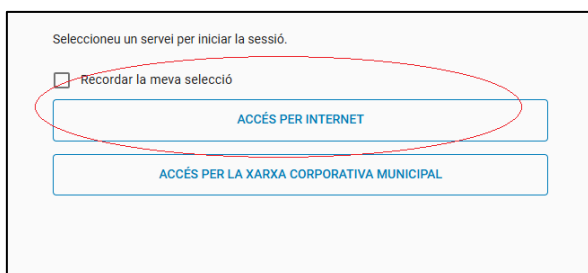 Seleccioneu un servei per iniciar la sessió.
Recordar la meva selecció
ACCÉS PER INTERNET
ACCÉS PER LA XARXA CORPORATIVA MUNICIPAL